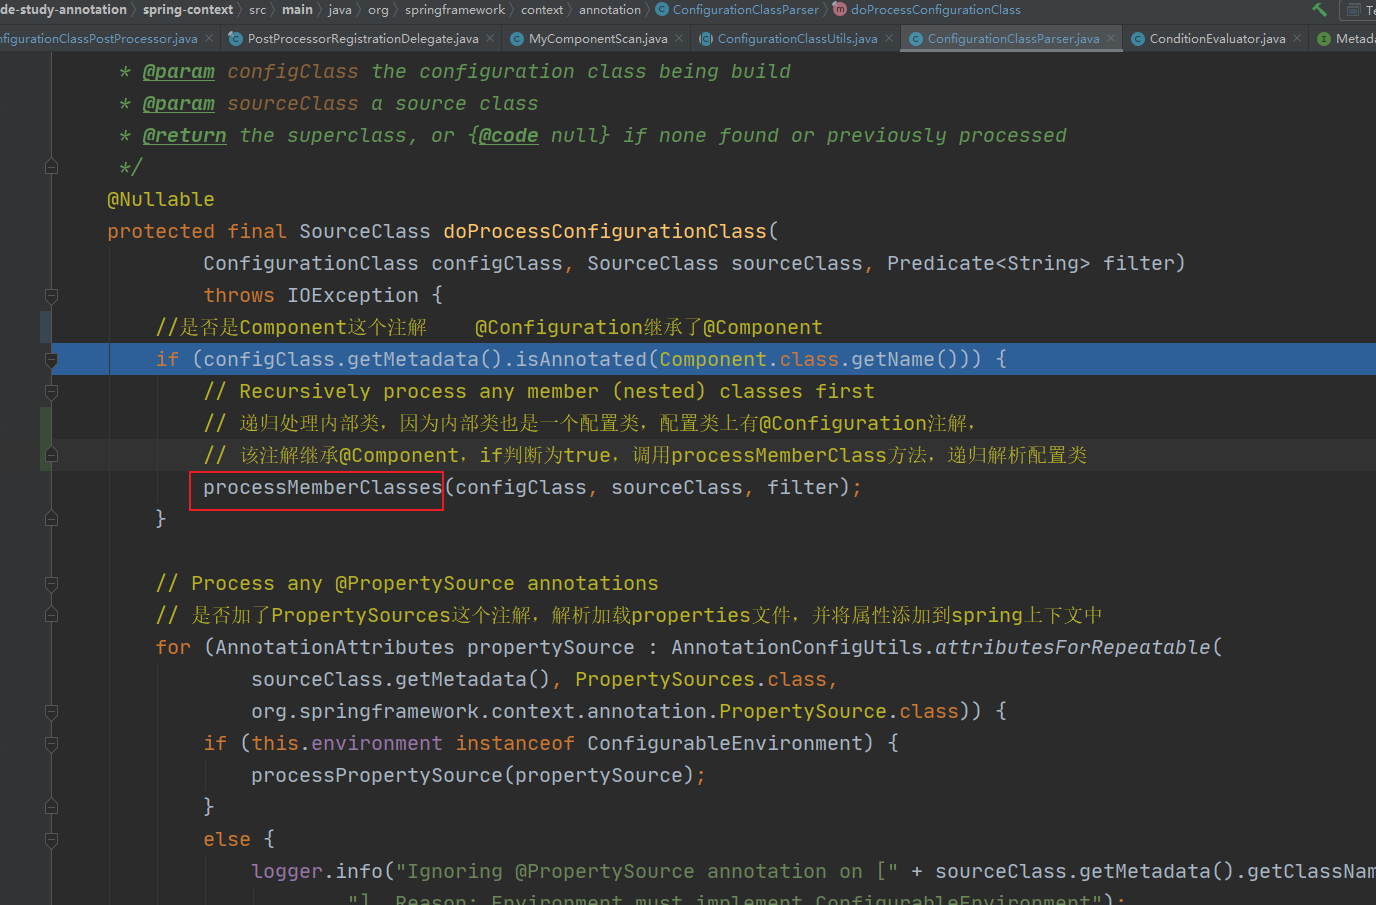 de-study-annotation › spring-context › src › main › java › org › springframework › context › annotation › ConfigurationClassParser › doProcessConfigurationClass
nfigurationClassPostProcessor.java × PostProcessorRegistrationDelegate.java × MyComponentScan.java × ConfigurationClassUtils.java × ConfigurationClassParser.java × ConditionEvaluator.java × Metada
* @param configClass the configuration class being build
* @param sourceClass a source class
* @return the superclass, or {@code null} if none found or previously processed
*/
@Nullable
protected final SourceClass doProcessConfigurationClass(
ConfigurationClass configClass, SourceClass sourceClass, Predicate<String> filter)
throws IOException {
//是否是Component这个注解 @Configuration继承了@Component
if (configClass.getMetadata().isAnnotated(Component.class.getName())) {
// Recursively process any member (nested) classes first
// 递归处理内部类，因为内部类也是一个配置类，配置类上有@Configuration注解，
// 该注解继承@Component，if判断为true，调用processMemberClass方法，递归解析配置类
processMemberClasses(configClass, sourceClass, filter);
}
// Process any @PropertySource annotations
// 是否加了PropertySources这个注解，解析加载properties文件，并将属性添加到spring上下文中
for (AnnotationAttributes propertySource : AnnotationConfigUtils.attributesForRepeatable(
sourceClass.getMetadata(), PropertySources.class,
org.springframework.context.annotation.PropertySource.class)) {
if (this.environment instanceof ConfigurableEnvironment) {
processPropertySource(propertySource);
}
else {
logger.info("Ignoring @PropertySource annotation on [" + sourceClass.getMetadata().getClassNam
"]. Reason: Environment must implement ConfigurableEnvironment");